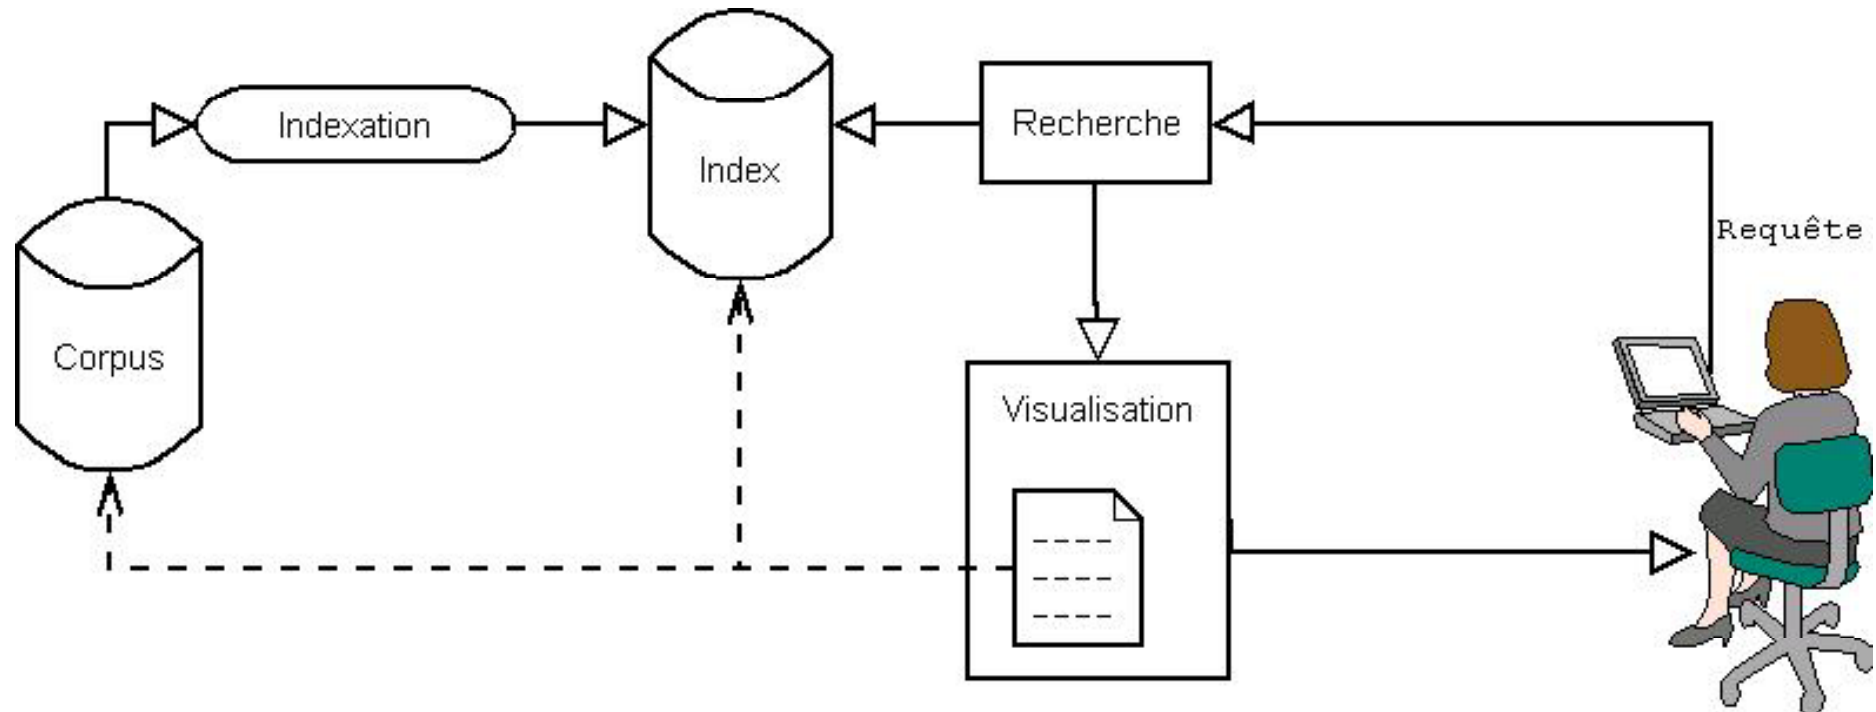 Indexation
Index
Recherche
Requête
Corpus
Visualisation